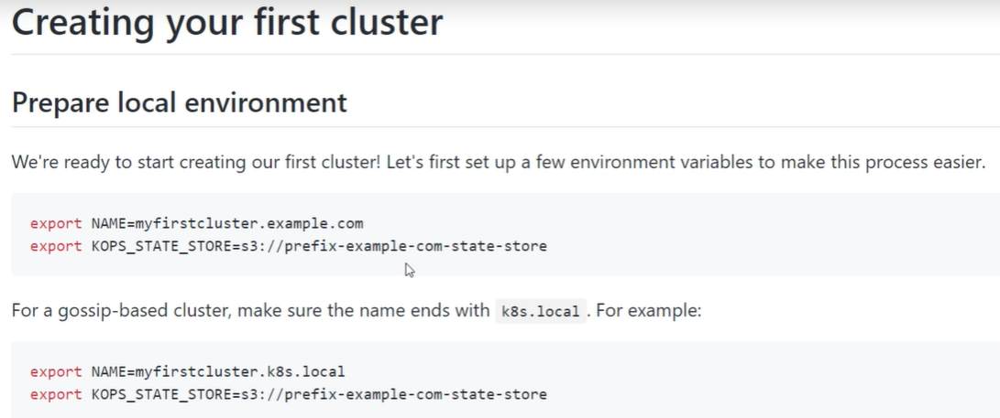 Creating your first cluster
Prepare local environment
We're ready to start creating our first cluster! Let's first set up a few environment variables to make this process easier.
export NAME=myfirstcluster.example.com
export KOPS_STATE_STORE=s3://prefix-example-com-state-store
For a gossip-based cluster, make sure the name ends with k8s.local . For example:
export NAME=myfirstcluster.k8s.local
export KOPS_STATE_STORE=s3://prefix-example-com-state-store